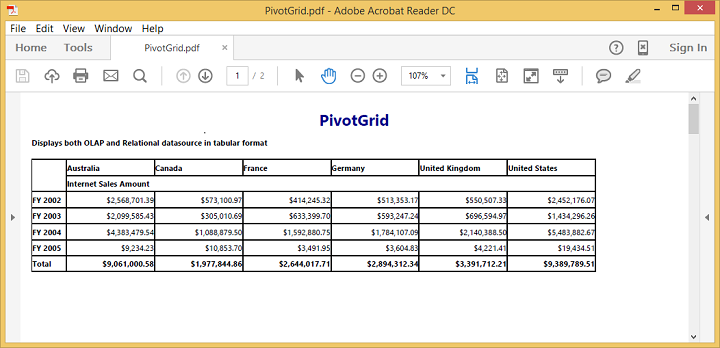 PivotGrid.pdf - Adobe Acrobat Reader DC
File Edit View Window Help
Home Tools PivotGrid.pdf × ? Sign In
1 / 2 107%
PivotGrid
Displays both OLAP and Relational datasource in tabular format
Australia Canada France Germany United Kingdom United States
Internet Sales Amount
FY 2002 $2,568,701.39 $573,100.97 $414,245.32 $513,353.17 $550,507.33 $2,452,176.07
FY 2003 $2,099,585.43 $305,010.69 $633,399.70 $593,247.24 $696,594.97 $1,434,296.26
FY 2004 $4,383,479.54 $1,088,879.50 $1,592,880.75 $1,784,107.09 $2,140,388.50 $5,483,882.67
FY 2005 $9,234.23 $10,853.70 $3,491.95 $3,604.83 $4,221.41 $19,434.51
Total $9,061,000.58 $1,977,844.86 $2,644,017.71 $2,894,312.34 $3,391,712.21 $9,389,789.51